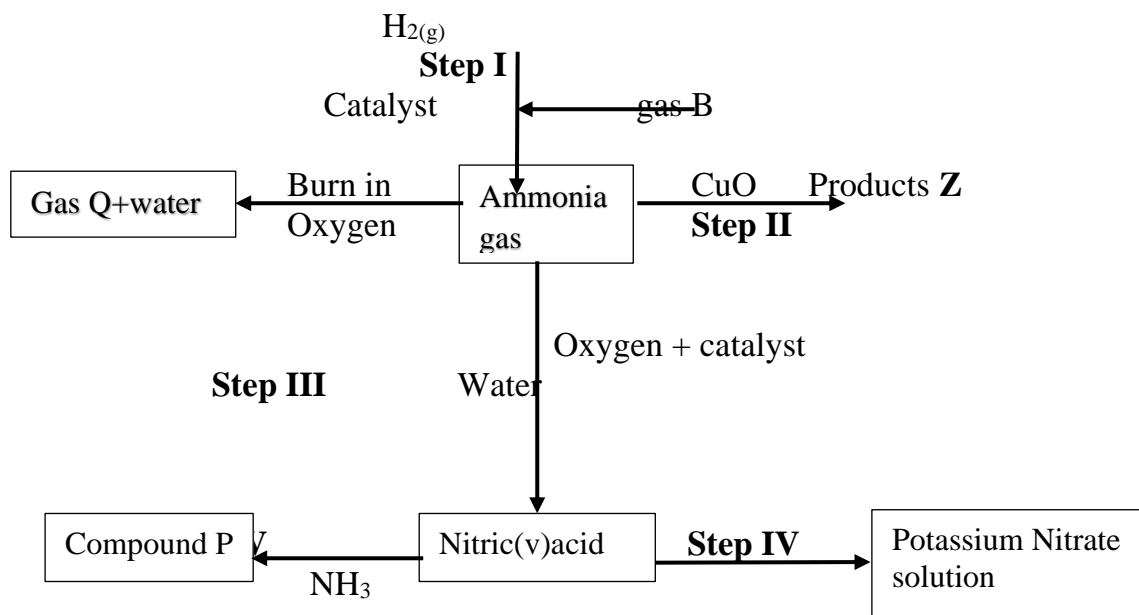 H2(g)
Step I
Catalyst
gas B
Gas Q+water
Burn in
Oxygen
Ammonia
gas
CuO
Products Z
Step II
Oxygen + catalyst
Step III
Water
Compound P
NH3
Nitric(v)acid
Step IV
Potassium Nitrate
solution